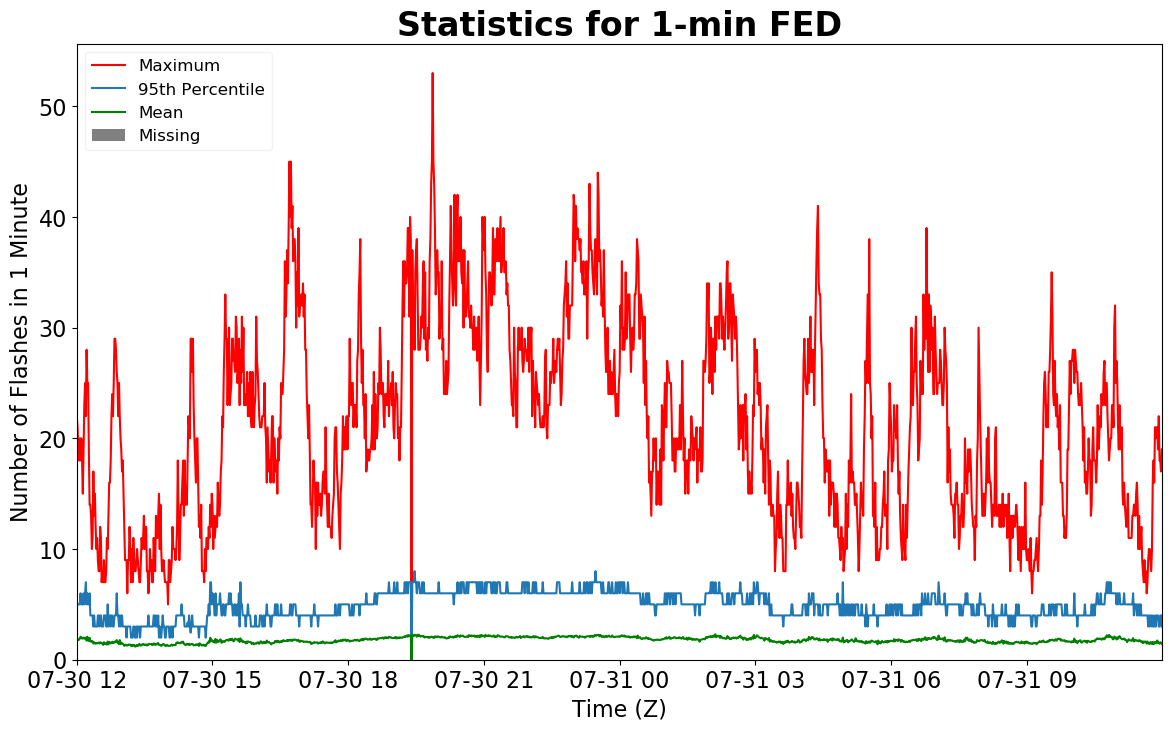 Statistics for 1-min FED
Maximum
95th Percentile
Mean
Missing
Number of Flashes in 1 Minute
50
40
30
20
10
0
07-30 12 07-30 15 07-30 18 07-30 21 07-31 00 07-31 03 07-31 06 07-31 09
Time (Z)